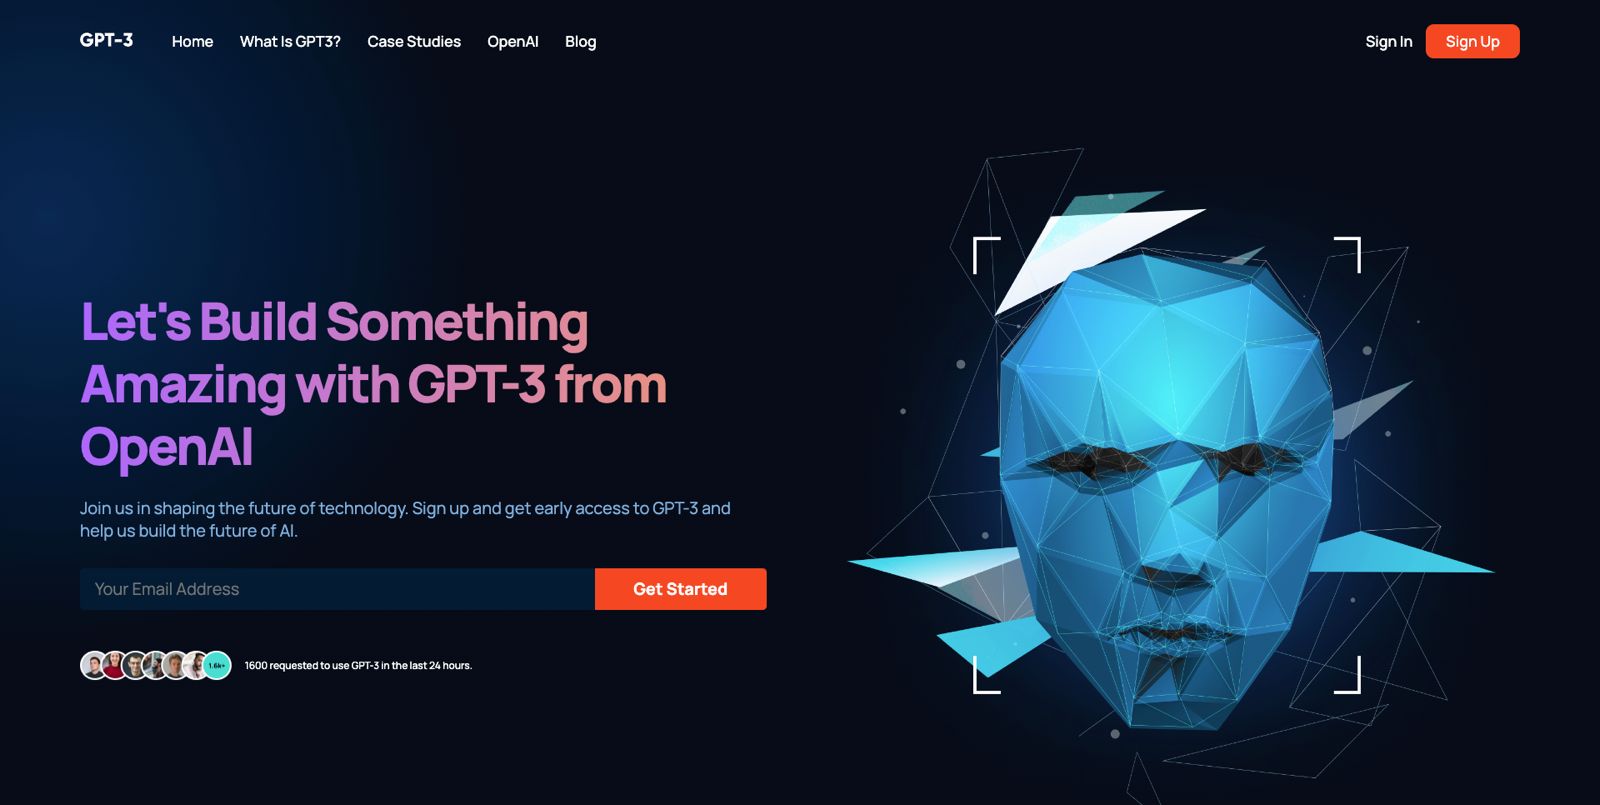 GPT-3
Home
What Is GPT3?
Case Studies
OpenAI
Blog
Sign In
Sign Up
Let's Build Something
Amazing with GPT-3 from
OpenAI
Join us in shaping the future of technology. Sign up and get early access to GPT-3 and
help us build the future of AI.
Your Email Address
Get Started
1.6k+
1600 requested to use GPT-3 in the last 24 hours.